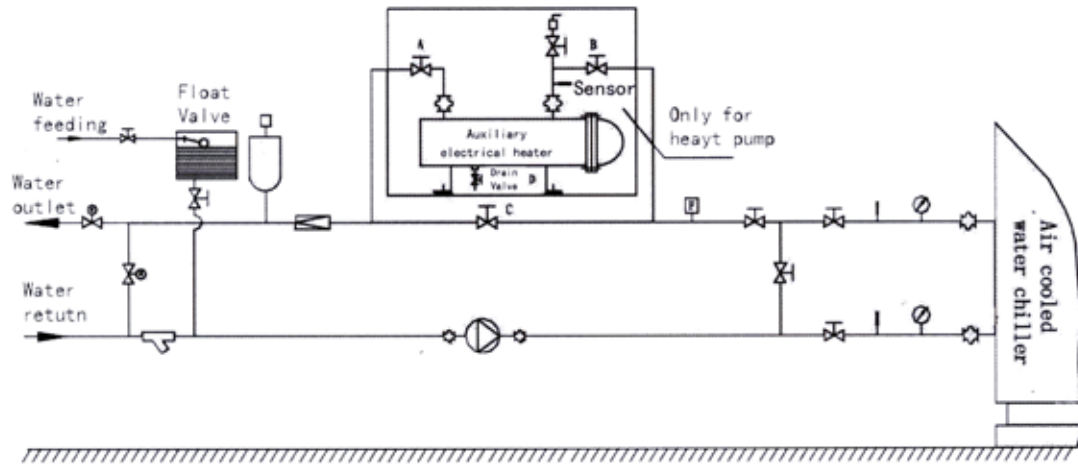 A
B
Sensor
Float
Valve
Water
feeding
Only for
heayt pump
Auxiliary
electrical heater
Drain
Valve
D
Water
outlet
C
F
Water
retutn
Air cooled
water chiller